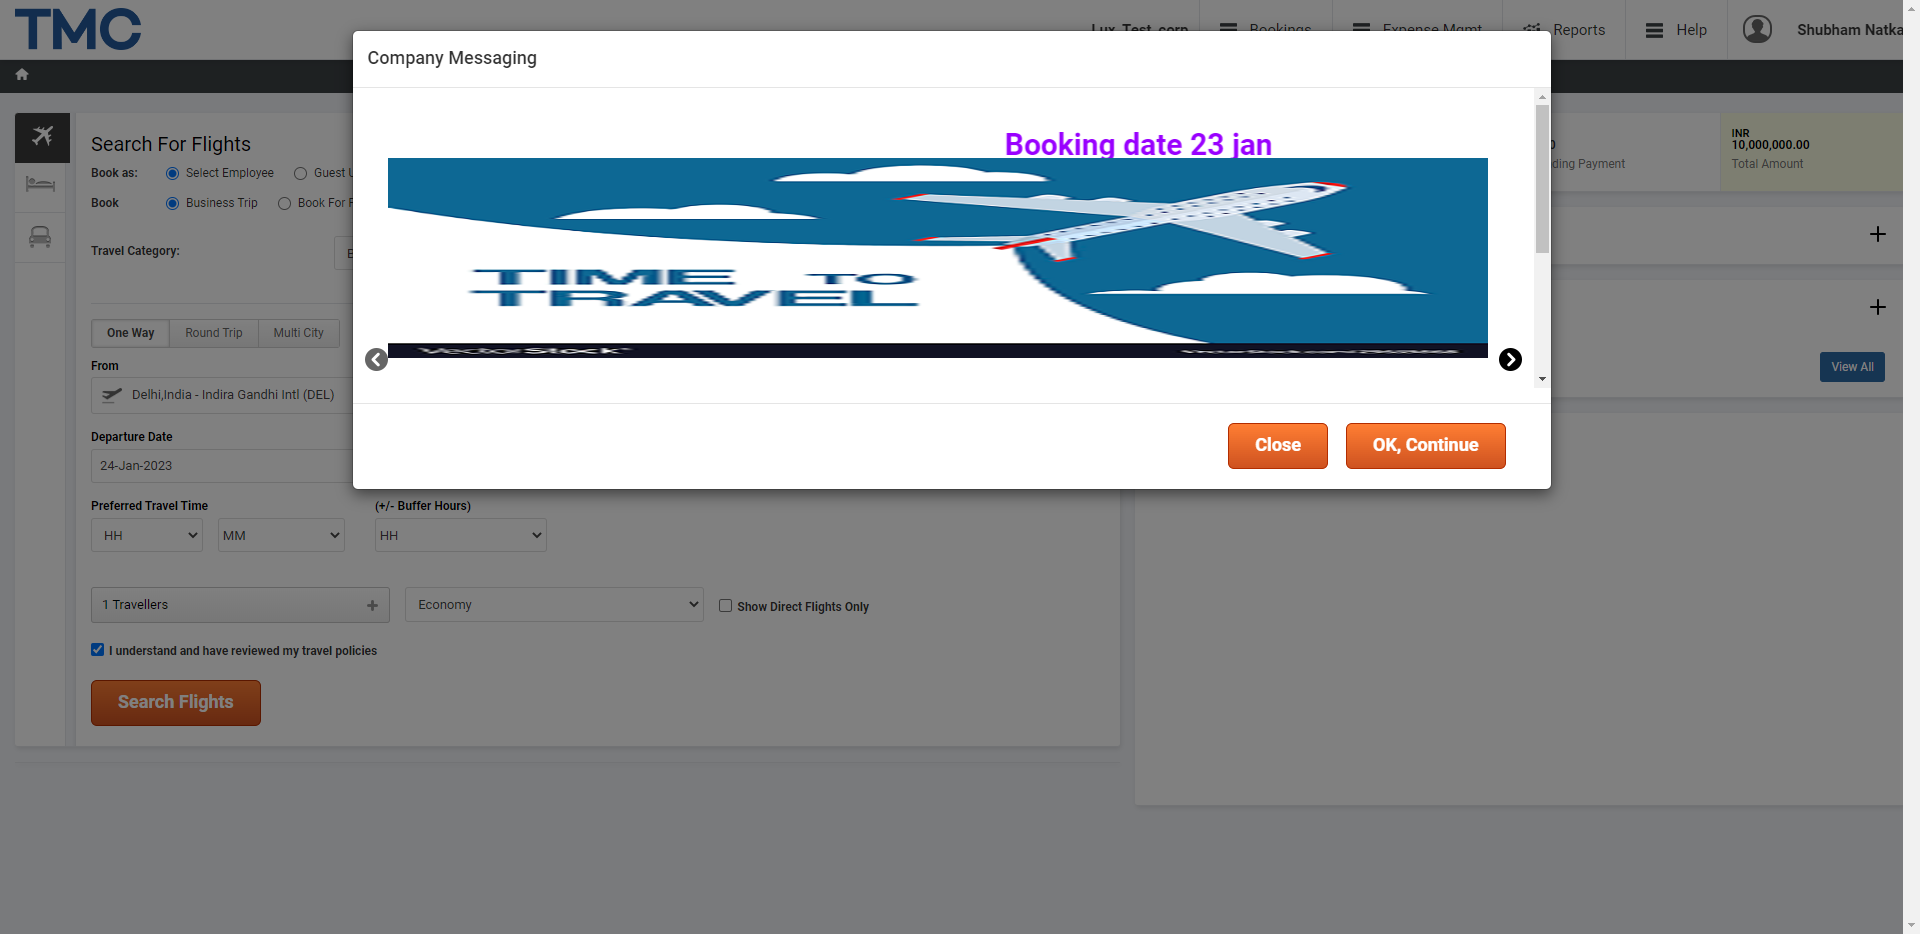 TMC
Lux_Test_corp
Bookings
Expense Mgmt
Reports
Help
Shubham Natka
Company Messaging
Booking date 23 jan
TIME TO
TRAVEL
VectorStock
Close
OK, Continue
Search For Flights
Book as:
Select Employee
Guest U
Book
Business Trip
Book For
Travel Category:
One Way
Round Trip
Multi City
From
Delhi,India - Indira Gandhi Intl (DEL)
Departure Date
24-Jan-2023
Preferred Travel Time
(+/- Buffer Hours)
HH
MM
HH
1 Travellers
Economy
Show Direct Flights Only
I understand and have reviewed my travel policies
Search Flights
ding Payment
INR
10,000,000.00
Total Amount
View All